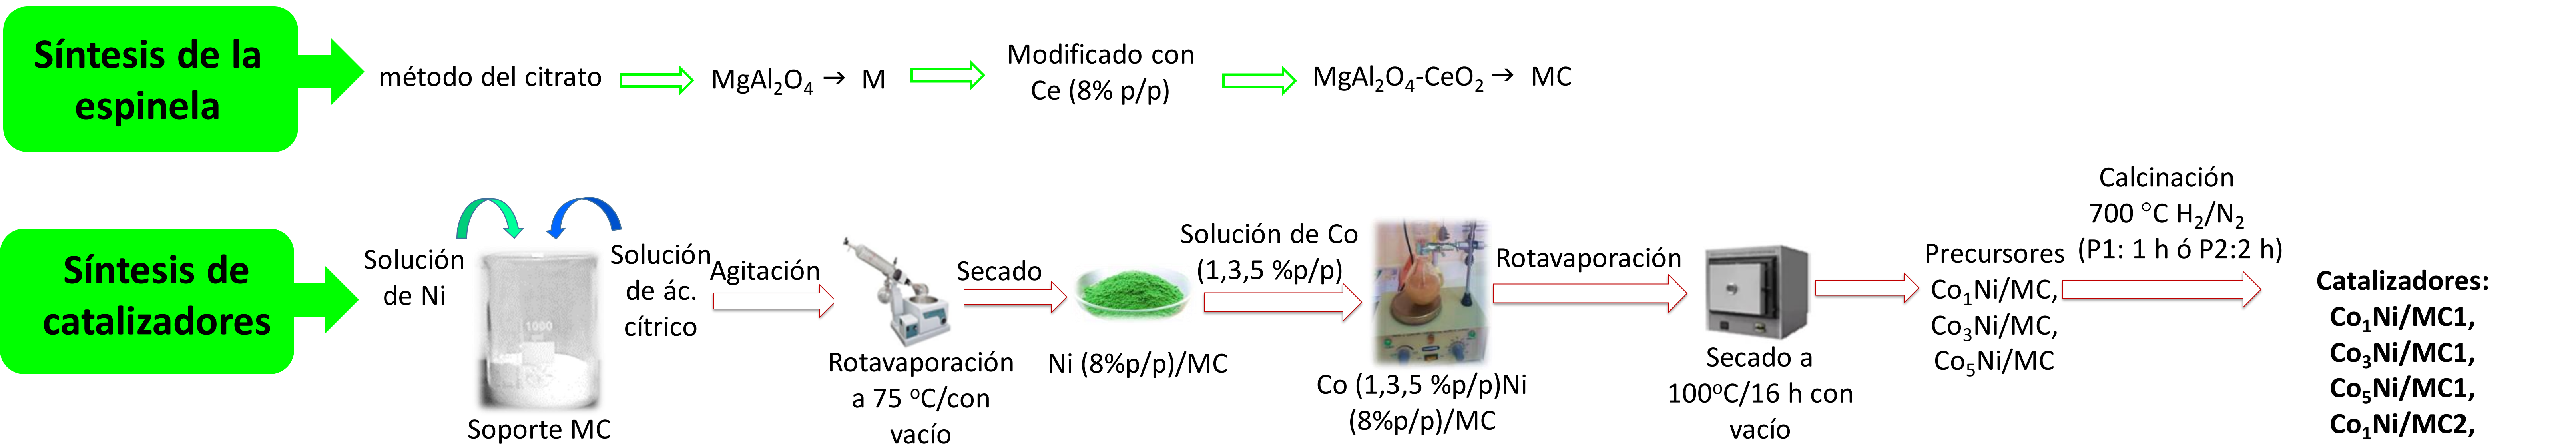 Síntesis de la
espinela
método del citrato
MgAl₂O₄ → M
Modificado con
Ce (8% p/p)
MgAl₂O₄-CeO₂ → MC
Síntesis de
catalizadores
Solución
de Ni
Solución
de ác.
cítrico
1000
Soporte MC
Agitación
Rotavaporación
a 75 ºC/con
vacío
Secado
Ni (8%p/p)/MC
Solución de Co
(1,3,5 %p/p)
Co (1,3,5 %p/p)Ni
(8%p/p)/MC
Rotavaporación
Secado a
100ºC/16 h con
vacío
Precursores
Co₁Ni/MC,
Co₃Ni/MC,
Co₅Ni/MC
Calcinación
700 °C H₂/N₂
(P1: 1 h ó P2:2 h)
Catalizadores:
Co₁Ni/MC1,
Co₃Ni/MC1,
Co₅Ni/MC1,
Co₁Ni/MC2,